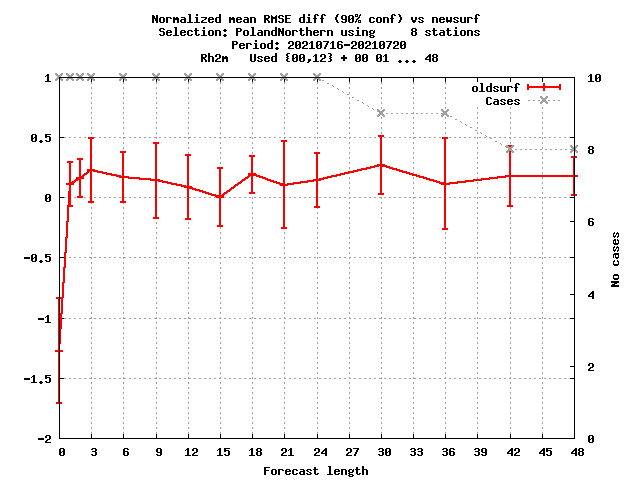 Normalized mean RMSE diff (90% conf) vs newsurf
Selection: PolandNorthern using     8 stations
Period: 20210716-20210720
Rh2m   Used {00,12} + 00 01 ... 48
oldsurf
Cases
1
0.5
0
-0.5
-1
-1.5
-2
10
8
6
4
2
0
No cases
0 3 6 9 12 15 18 21 24 27 30 33 36 39 42 45 48
Forecast length